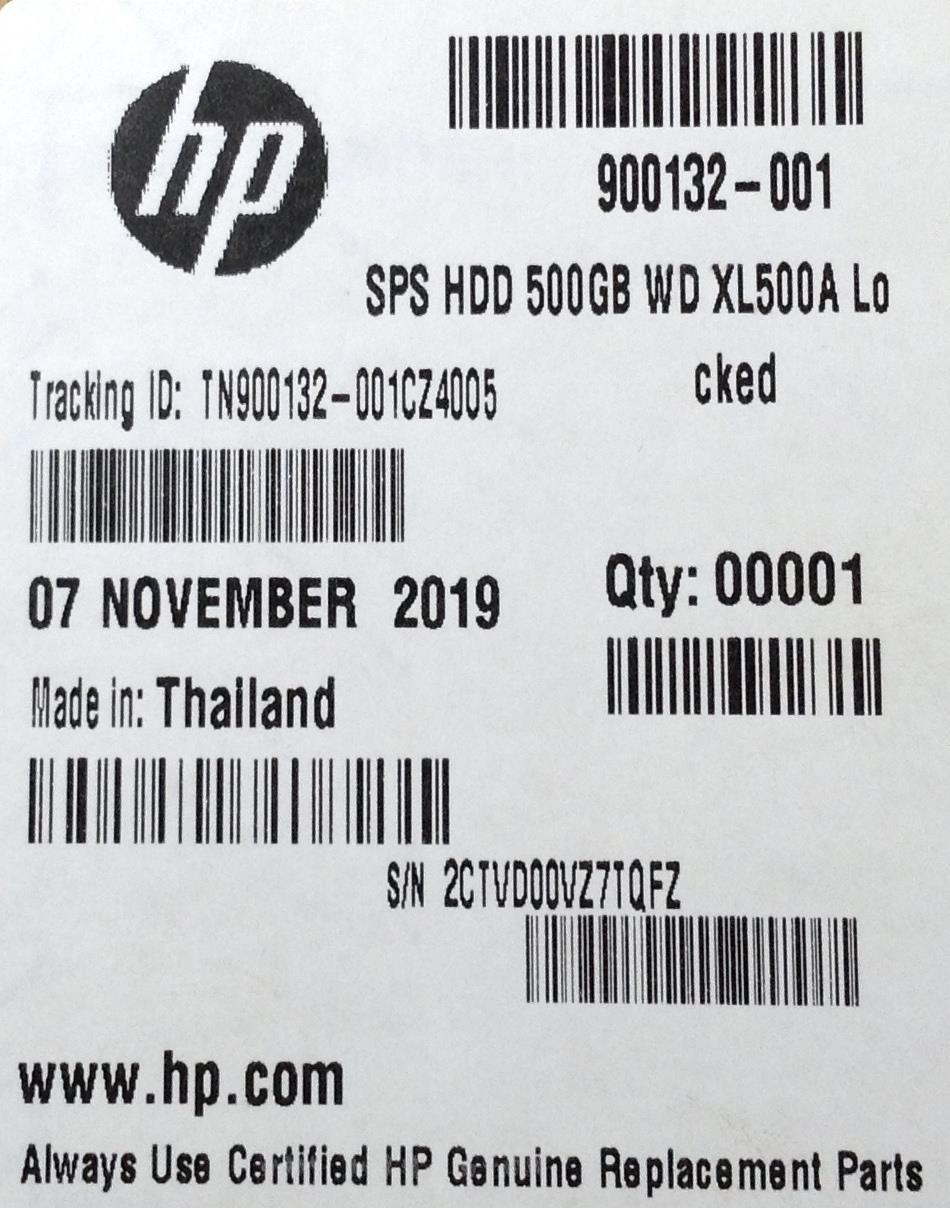 hp
900132-001
SPS HDD 500GB WD XL500A Lo
cked
Tracking ID: TN900132-001CZ4005
07 NOVEMBER 2019
Qty: 00001
Made in: Thailand
S/N 2CTVD00VZ7TQFZ
www.hp.com
Always Use Certified HP Genuine Replacement Parts